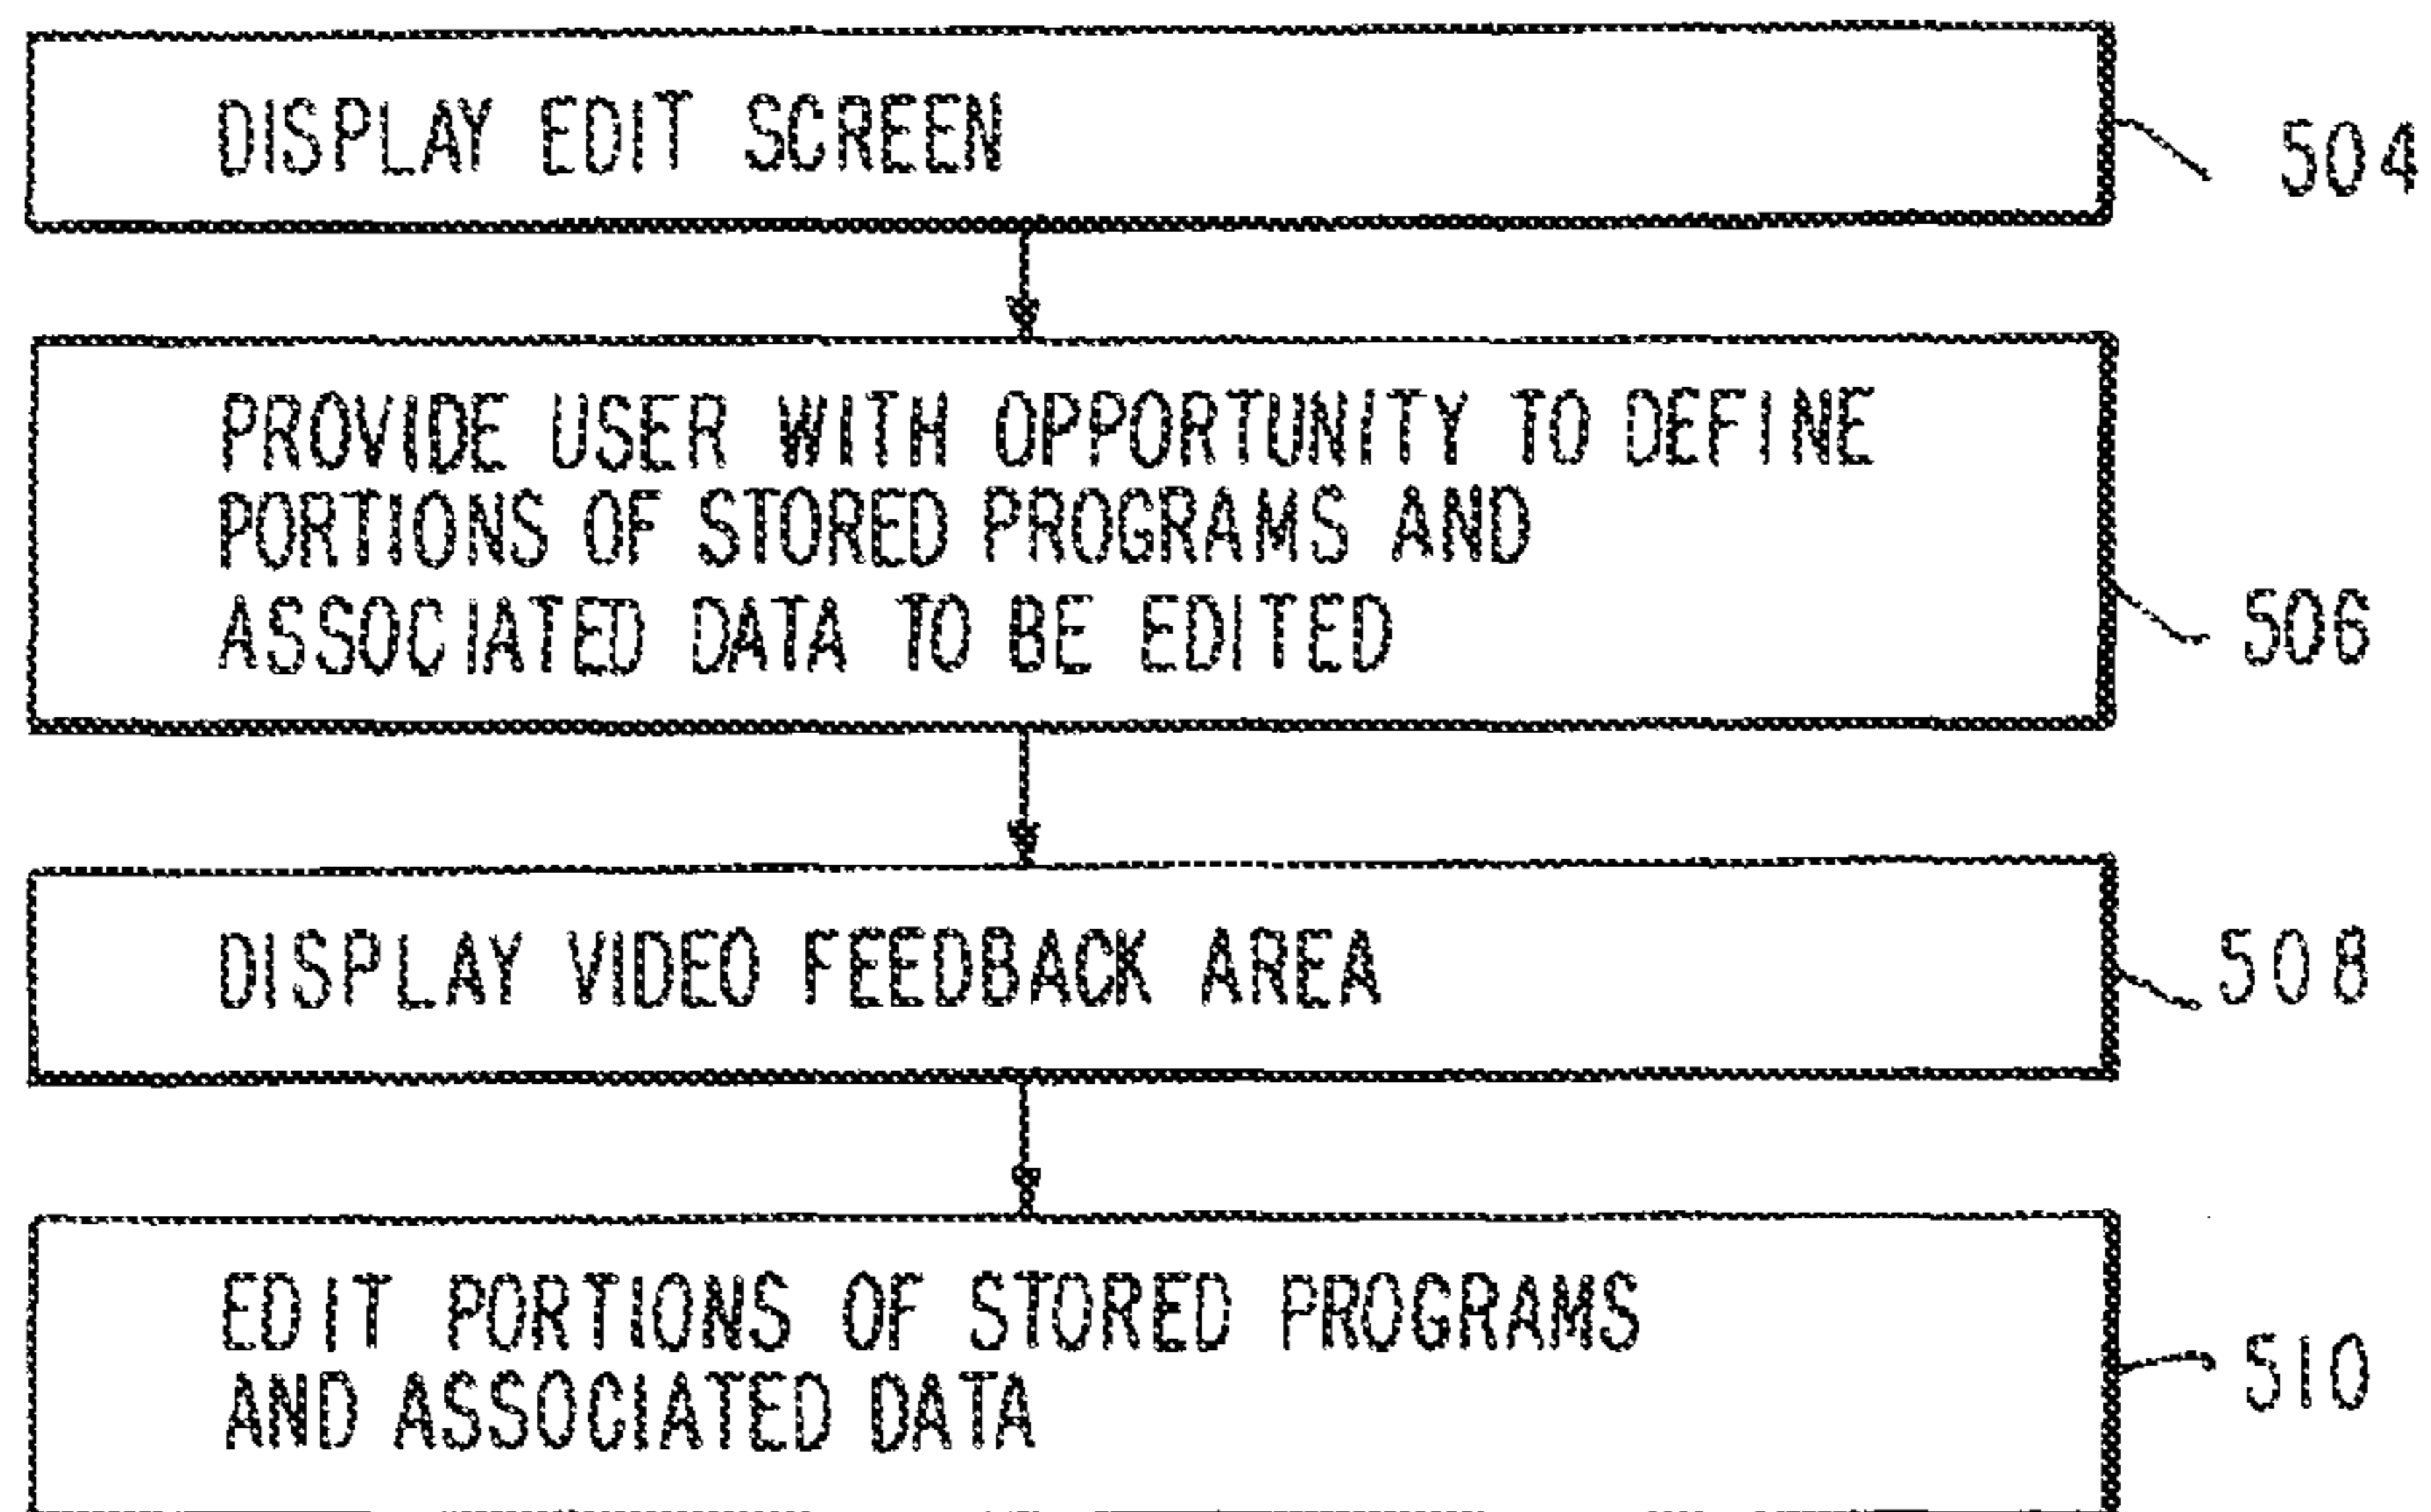 DISPLAY EDIT SCREEN
504
PROVIDE USER WITH OPPORTUNITY TO DEFINE
PORTIONS OF STORED PROGRAMS AND
ASSOCIATED DATA TO BE EDITED
506
DISPLAY VIDEO FEEDBACK AREA
508
EDIT PORTIONS OF STORED PROGRAMS
AND ASSOCIATED DATA
510